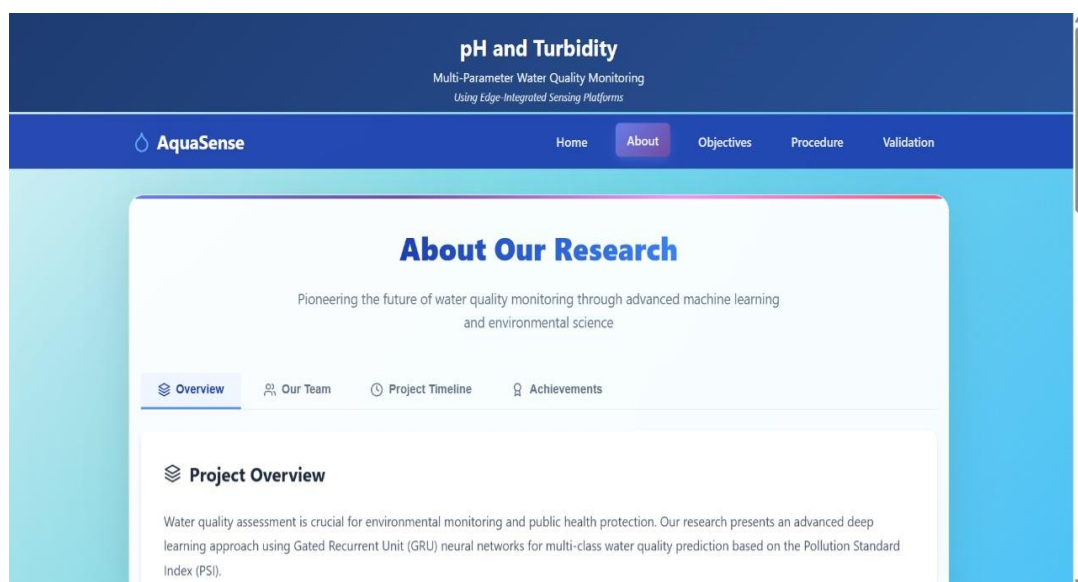 pH and Turbidity
Multi-Parameter Water Quality Monitoring
Using Edge-Integrated Sensing Platforms
AquaSense
Home About Objectives Procedure Validation
About Our Research
Pioneering the future of water quality monitoring through advanced machine learning
and environmental science
Overview Our Team Project Timeline Achievements
Project Overview
Water quality assessment is crucial for environmental monitoring and public health protection. Our research presents an advanced deep
learning approach using Gated Recurrent Unit (GRU) neural networks for multi-class water quality prediction based on the Pollution Standard
Index (PSI).